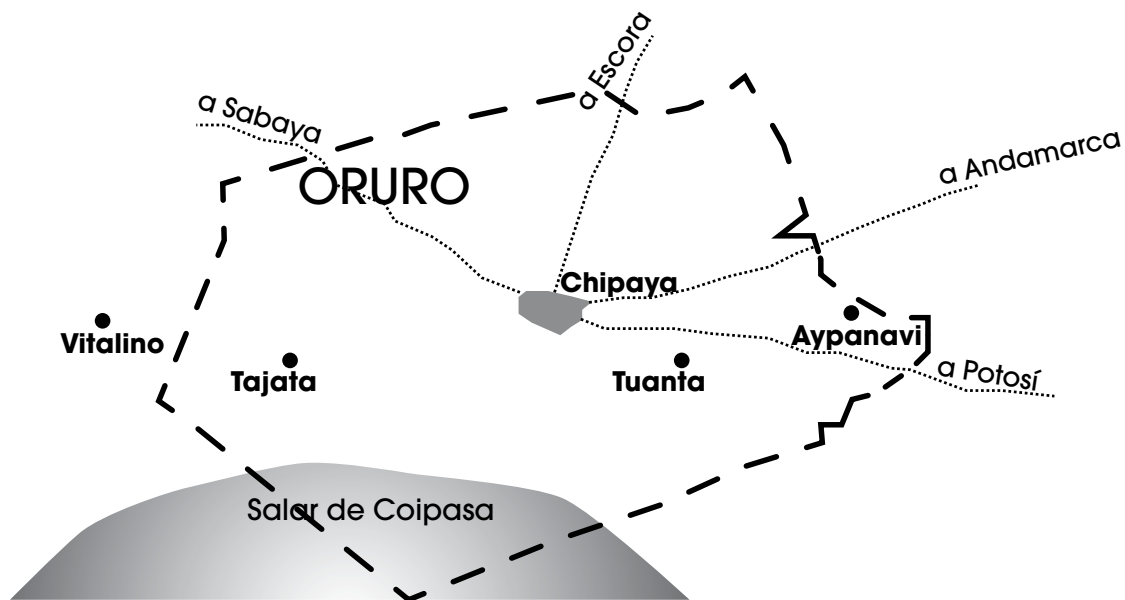 a Escora
a Sabaya
a Andamarca
ORURO
Chipaya
Vitalino
Aypanavi
Tajata
Tuanta
a Potosí
Salar de Coipasa